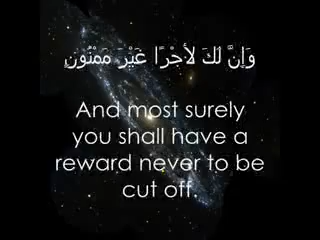 وَإِنَّ لَكَ لَأَجْرًا غَيْرَ مَمْنُونٍ
And most surely
you shall have a
reward never to be
cut off.